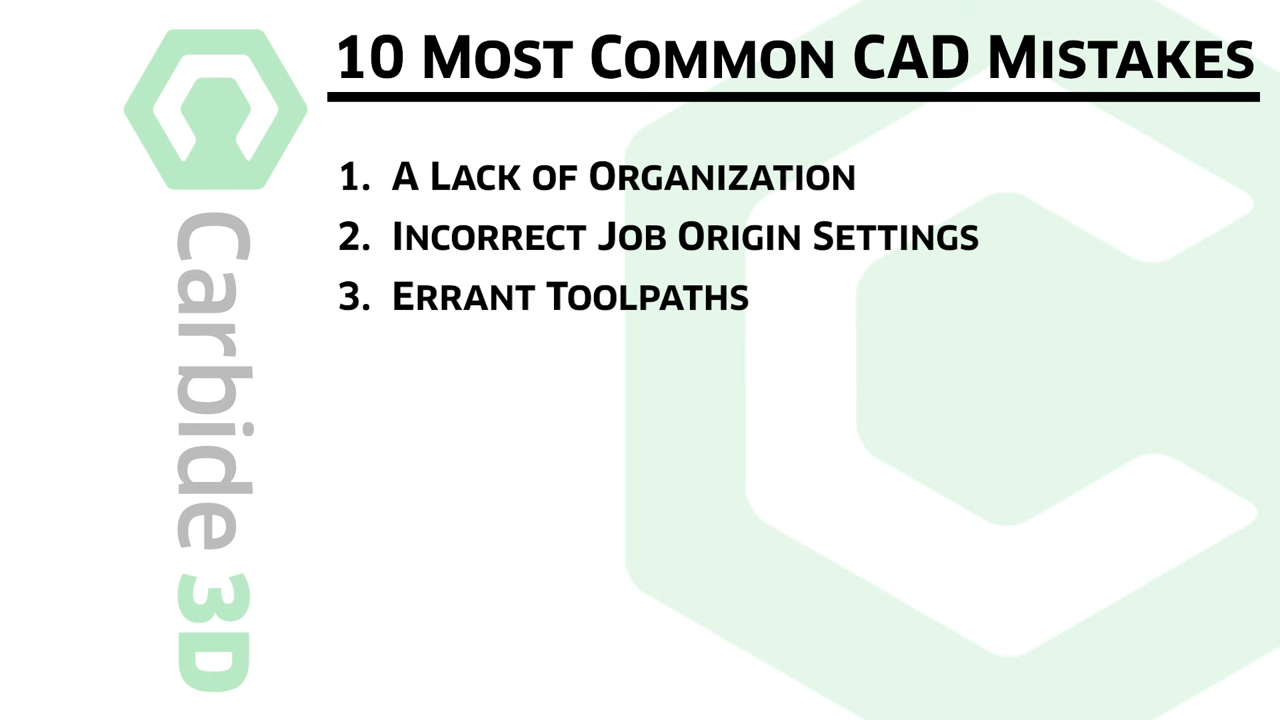 10 Most Common CAD Mistakes
1. A Lack of Organization
2. Incorrect Job Origin Settings
3. Errant Toolpaths
Carbide 3D